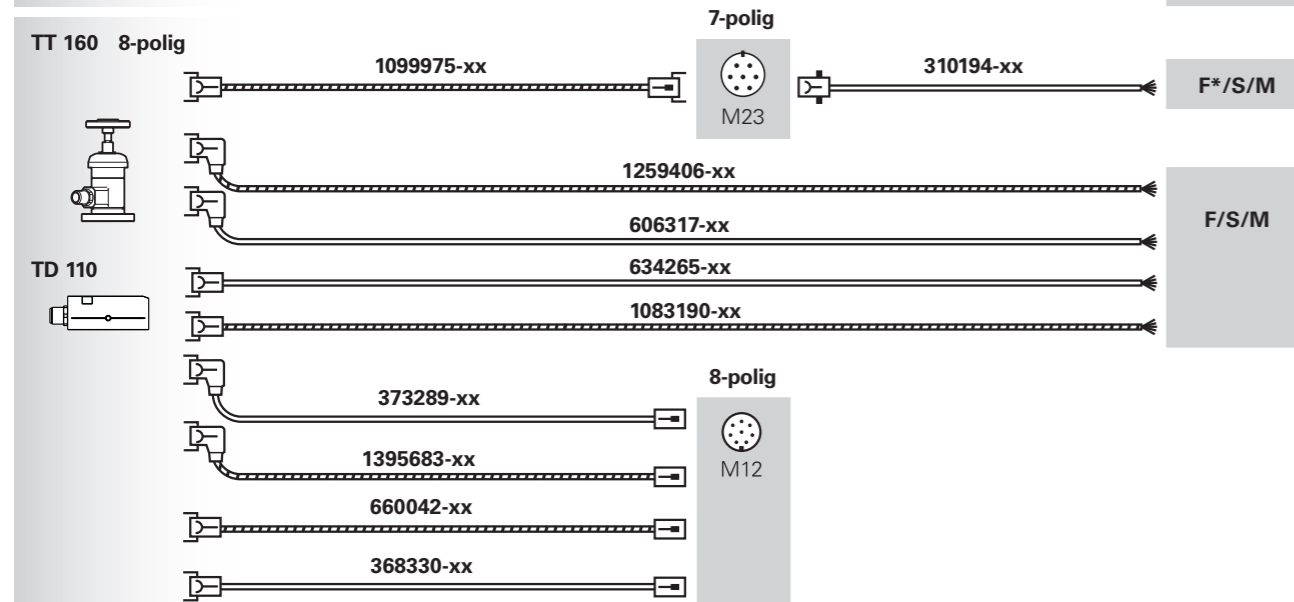 7-polig
TT 160 8-polig
1099975-xx
310194-xx
F*/S/M
M23
1259406-xx
606317-xx
F/S/M
TD 110
634265-xx
1083190-xx
8-polig
373289-xx
1395683-xx
M12
660042-xx
368330-xx